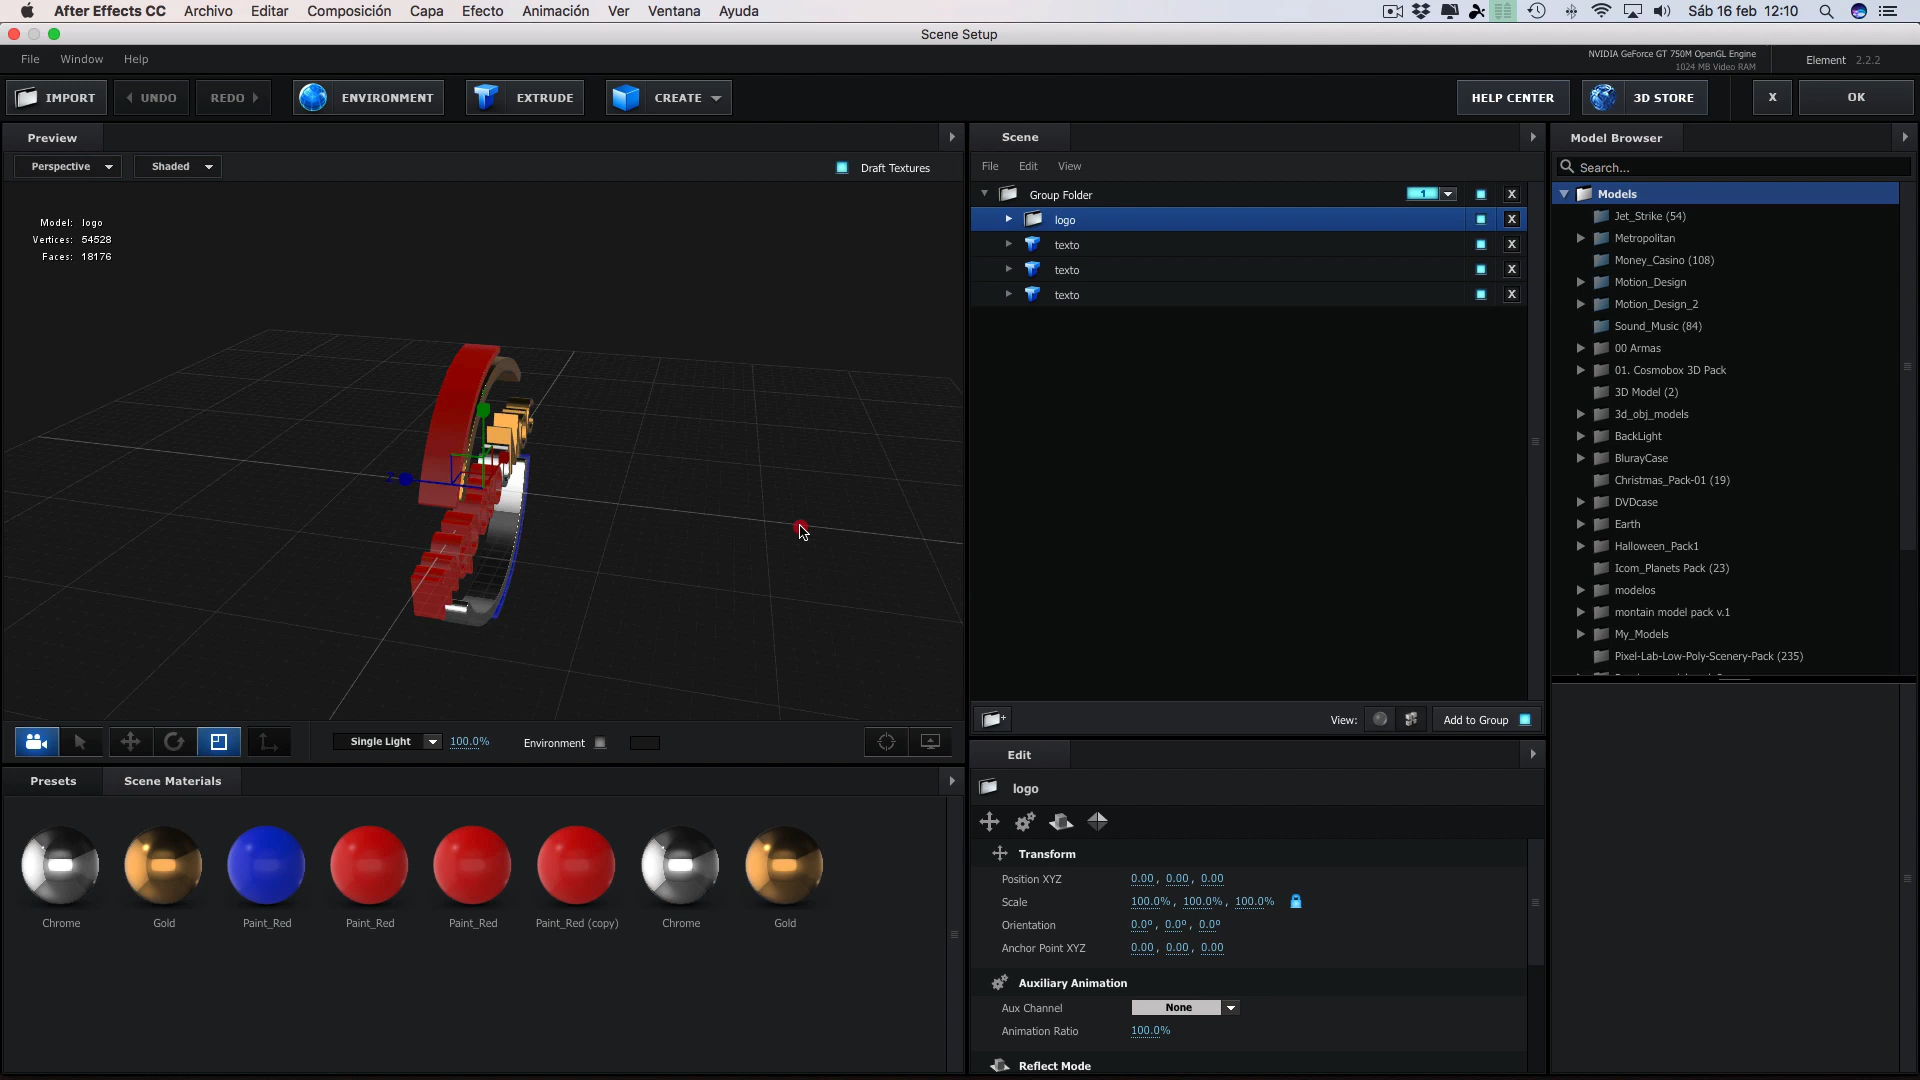 After Effects CC Archivo Editar Composición Capa Efecto Animación Ver Ventana Ayuda Sáb 16 feb 12:10
Scene Setup
File Window Help
NVIDIA GeForce GT 750M OpenGL Engine
1024 MB Video RAM
Element 2.2.2
IMPORT UNDO REDO ENVIRONMENT EXTRUDE CREATE HELP CENTER 3D STORE X OK
Preview
Perspective Shaded Draft Textures
Model: logo
Vertices: 54528
Faces: 18176
Z
Single Light 100.0% Environment
Presets Scene Materials
Chrome Gold Paint_Red Paint_Red Paint_Red Paint_Red (copy) Chrome Gold
Scene
File Edit View
Group Folder 1 X
logo X
texto X
texto X
texto X
View: Add to Group
Edit
logo
Transform
Position XYZ 0.00, 0.00, 0.00
Scale 100.0%, 100.0%, 100.0%
Orientation 0.0º, 0.0º, 0.0º
Anchor Point XYZ 0.00, 0.00, 0.00
Auxiliary Animation
Aux Channel None
Animation Ratio 100.0%
Reflect Mode
Model Browser
Search...
Models
Jet_Strike (54)
Metropolitan
Money_Casino (108)
Motion_Design
Motion_Design_2
Sound_Music (84)
00 Armas
01. Cosmobox 3D Pack
3D Model (2)
3d_obj_models
BackLight
BlurayCase
Christmas_Pack-01 (19)
DVDcase
Earth
Halloween_Pack1
Icom_Planets Pack (23)
modelos
montain model pack v.1
My_Models
Pixel-Lab-Low-Poly-Scenery-Pack (235)